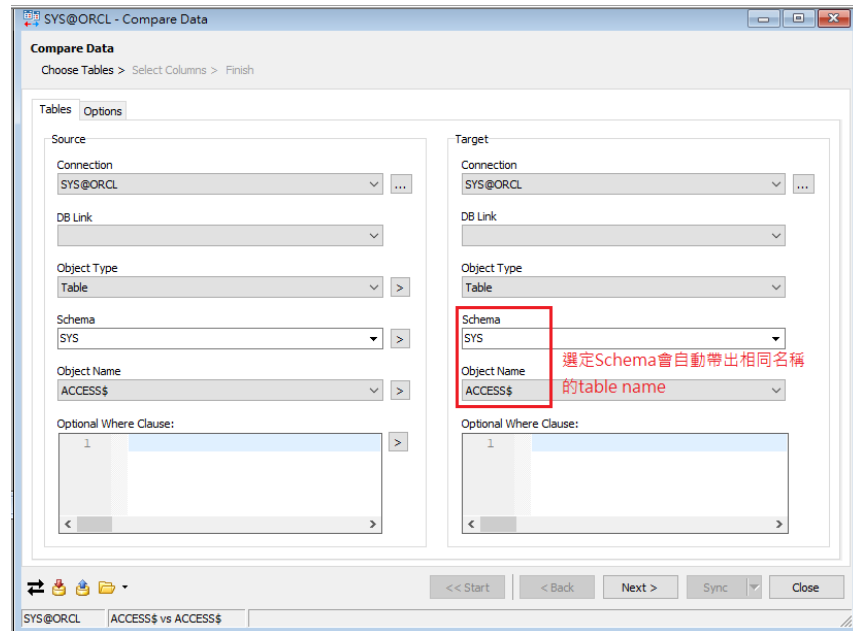 SYS@ORCL - Compare Data
Compare Data
Choose Tables > Select Columns > Finish
Tables Options
Source
Connection
SYS@ORCL ...
DB Link
Object Type
Table >
Schema
SYS >
Object Name
ACCESS$ >
Optional Where Clause:
1 >
Target
Connection
SYS@ORCL ...
DB Link
Object Type
Table
Schema
SYS
選定Schema會自動帶出相同名稱
的table name
Object Name
ACCESS$
Optional Where Clause:
1
<< Start < Back Next > Sync Close
SYS@ORCL ACCESS$ vs ACCESS$